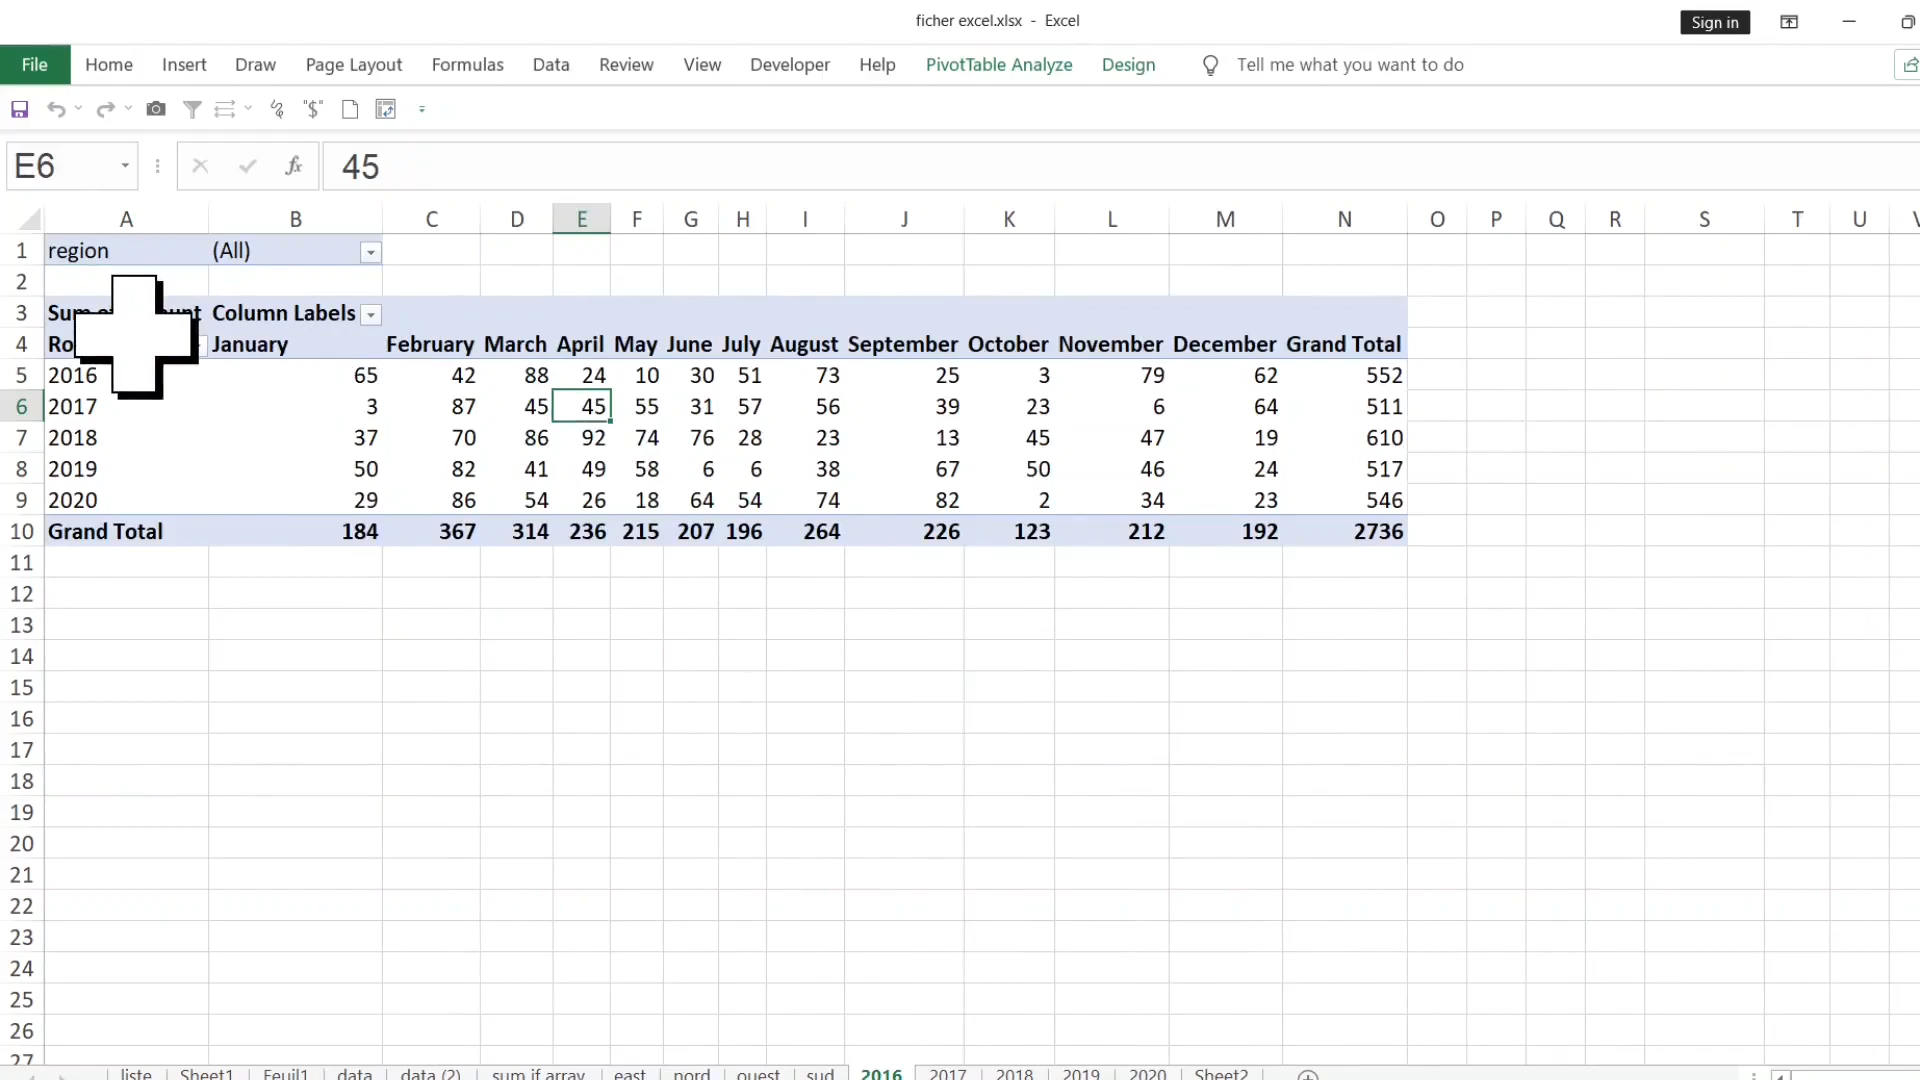 ficher excel.xlsx - Excel
Sign in
File Home Insert Draw Page Layout Formulas Data Review View Developer Help PivotTable Analyze Design Tell me what you want to do
"$"
E6 fx 45
A B C D E F G H I J K L M N O P Q R S T U
1 region (All)
2
3 Column Labels
4 January February March April May June July August September October November December Grand Total
5 2016 65 42 88 24 10 30 51 73 25 3 79 62 552
6 2017 3 87 45 45 55 31 57 56 39 23 6 64 511
7 2018 37 70 86 92 74 76 28 23 13 45 47 19 610
8 2019 50 82 41 49 58 6 6 38 67 50 46 24 517
9 2020 29 86 54 26 18 64 54 74 82 2 34 23 546
10 Grand Total 184 367 314 236 215 207 196 264 226 123 212 192 2736
11
12
13
14
15
16
17
18
19
20
21
22
23
24
25
26
27
liste Sheet1 Feuil1 data data (2) sum if array east nord ouest sud 2016 2017 2018 2019 2020 Sheet2